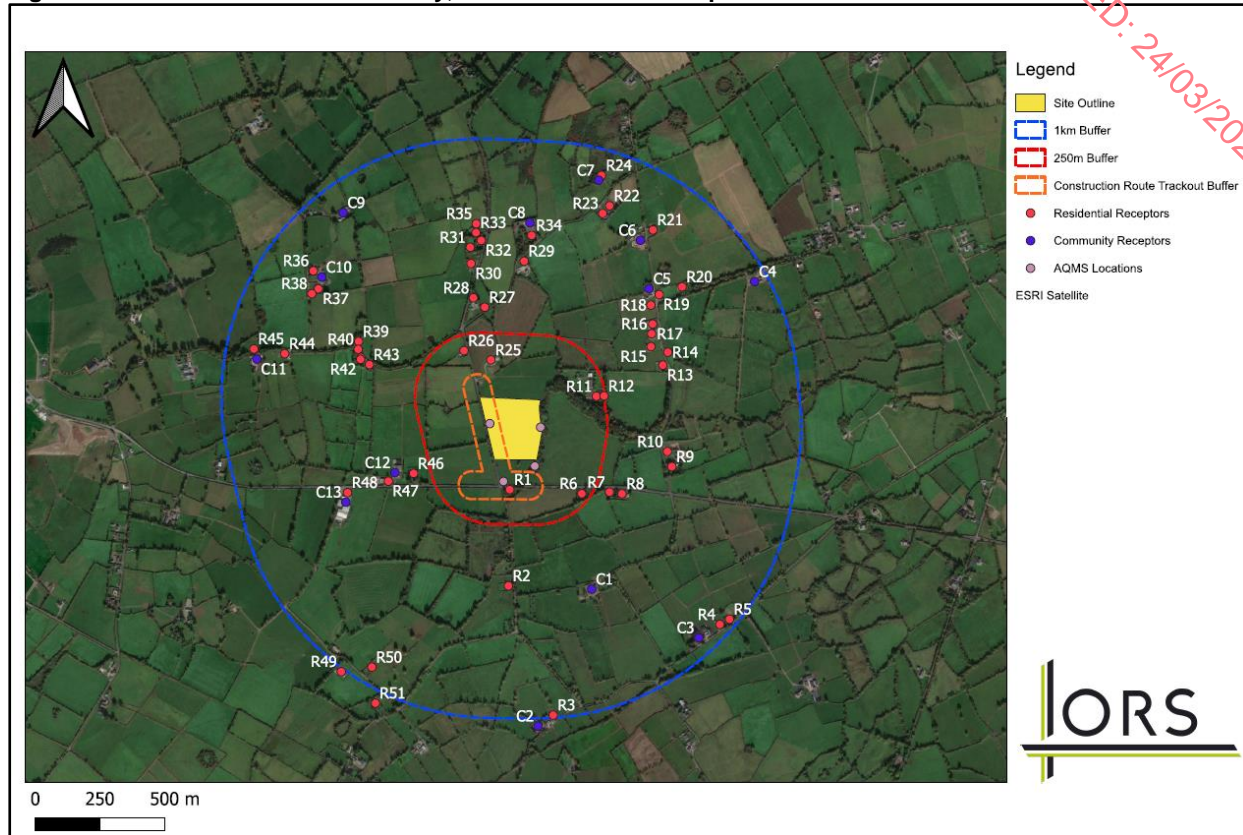 ED: 24/03/202
Legend
Site Outline
1km Buffer
250m Buffer
Construction Route Trackout Buffer
Residential Receptors
Community Receptors
AQMS Locations
ESRI Satellite
R24
C7
R22
R23
C9
R35
R33
C8
R34
R21
C6
R31
R32
R29
R36
C10
R30
R38
R37
R28
R27
C5
R20
C4
R18
R19
R16
R17
R39
R40
R45
R44
C11
R42
R43
R26
R25
R15
R14
R13
R11
R12
R10
R9
C12
R46
R48
R47
C13
R1
R6
R7
R8
R2
C1
R4
R5
C3
R49
R50
R51
C2
R3
ORS
0 250 500 m